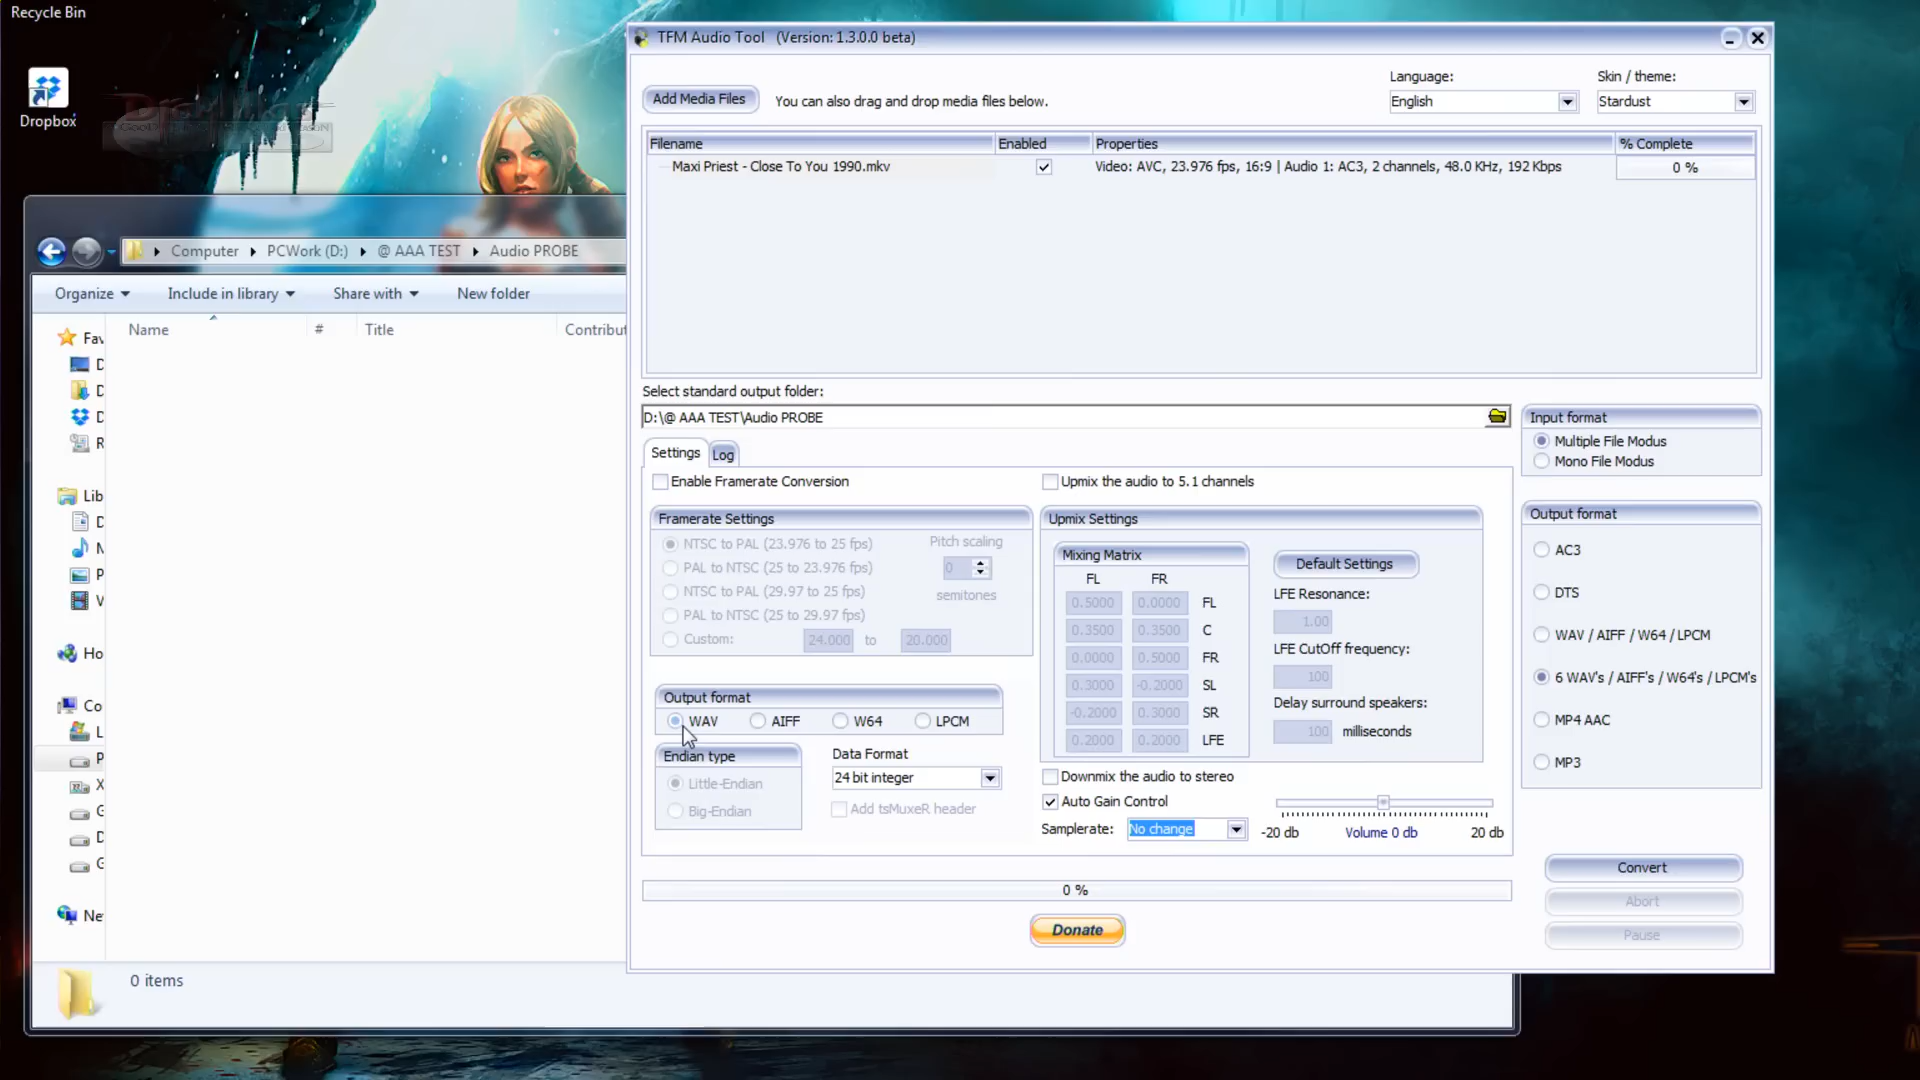 Recycle Bin
Dropbox
TFM Audio Tool (Version: 1.3.0.0 beta)
Add Media Files
You can also drag and drop media files below.
Language:
English
Skin / theme:
Stardust
Filename
Enabled
Properties
% Complete
Maxi Priest - Close To You 1990.mkv
Video: AVC, 23.976 fps, 16:9 | Audio 1: AC3, 2 channels, 48.0 KHz, 192 Kbps
0 %
Computer
PCWork (D:)
@ AAA TEST
Audio PROBE
Organize
Include in library
Share with
New folder
Name
#
Title
Contribut
Fav
D
D
D
R
Lib
D
M
P
V
Ho
Co
L
P
X
G
D
G
Ne
0 items
Select standard output folder:
D:\@ AAA TEST\Audio PROBE
Settings
Log
Enable Framerate Conversion
Framerate Settings
NTSC to PAL (23.976 to 25 fps)
PAL to NTSC (25 to 23.976 fps)
NTSC to PAL (29.97 to 25 fps)
PAL to NTSC (25 to 29.97 fps)
Custom:
24.000
to
20.000
Pitch scaling
0
semitones
Output format
WAV
AIFF
W64
LPCM
Endian type
Little-Endian
Big-Endian
Data Format
24 bit integer
Add tsMuxeR header
Upmix the audio to 5.1 channels
Upmix Settings
Mixing Matrix
FL FR
0.5000 0.0000 FL
0.3500 0.3500 C
0.0000 0.5000 FR
0.3000 -0.2000 SL
-0.2000 0.3000 SR
0.2000 0.2000 LFE
Default Settings
LFE Resonance:
1.00
LFE CutOff frequency:
100
Delay surround speakers:
100 milliseconds
Downmix the audio to stereo
Auto Gain Control
Samplerate:
No change
-20 db
Volume 0 db
20 db
Input format
Multiple File Modus
Mono File Modus
Output format
AC3
DTS
WAV / AIFF / W64 / LPCM
6 WAV's / AIFF's / W64's / LPCM's
MP4 AAC
MP3
Convert
Abort
Pause
0 %
Donate